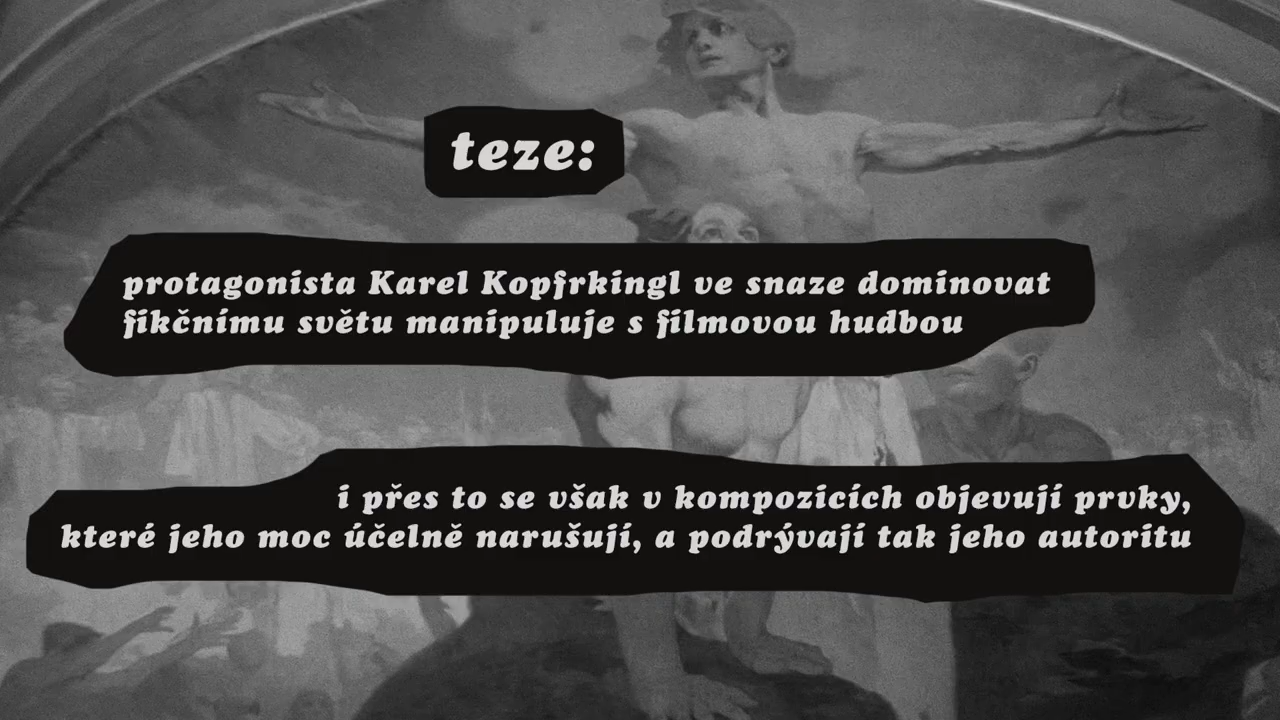 teze:
protagonista Karel Kopfrkingl ve snaze dominovat
fikčnímu světu manipuluje s filmovou hudbou
i přes to se však v kompozicích objevují prvky,
které jeho moc účelně narušují, a podrývají tak jeho autoritu